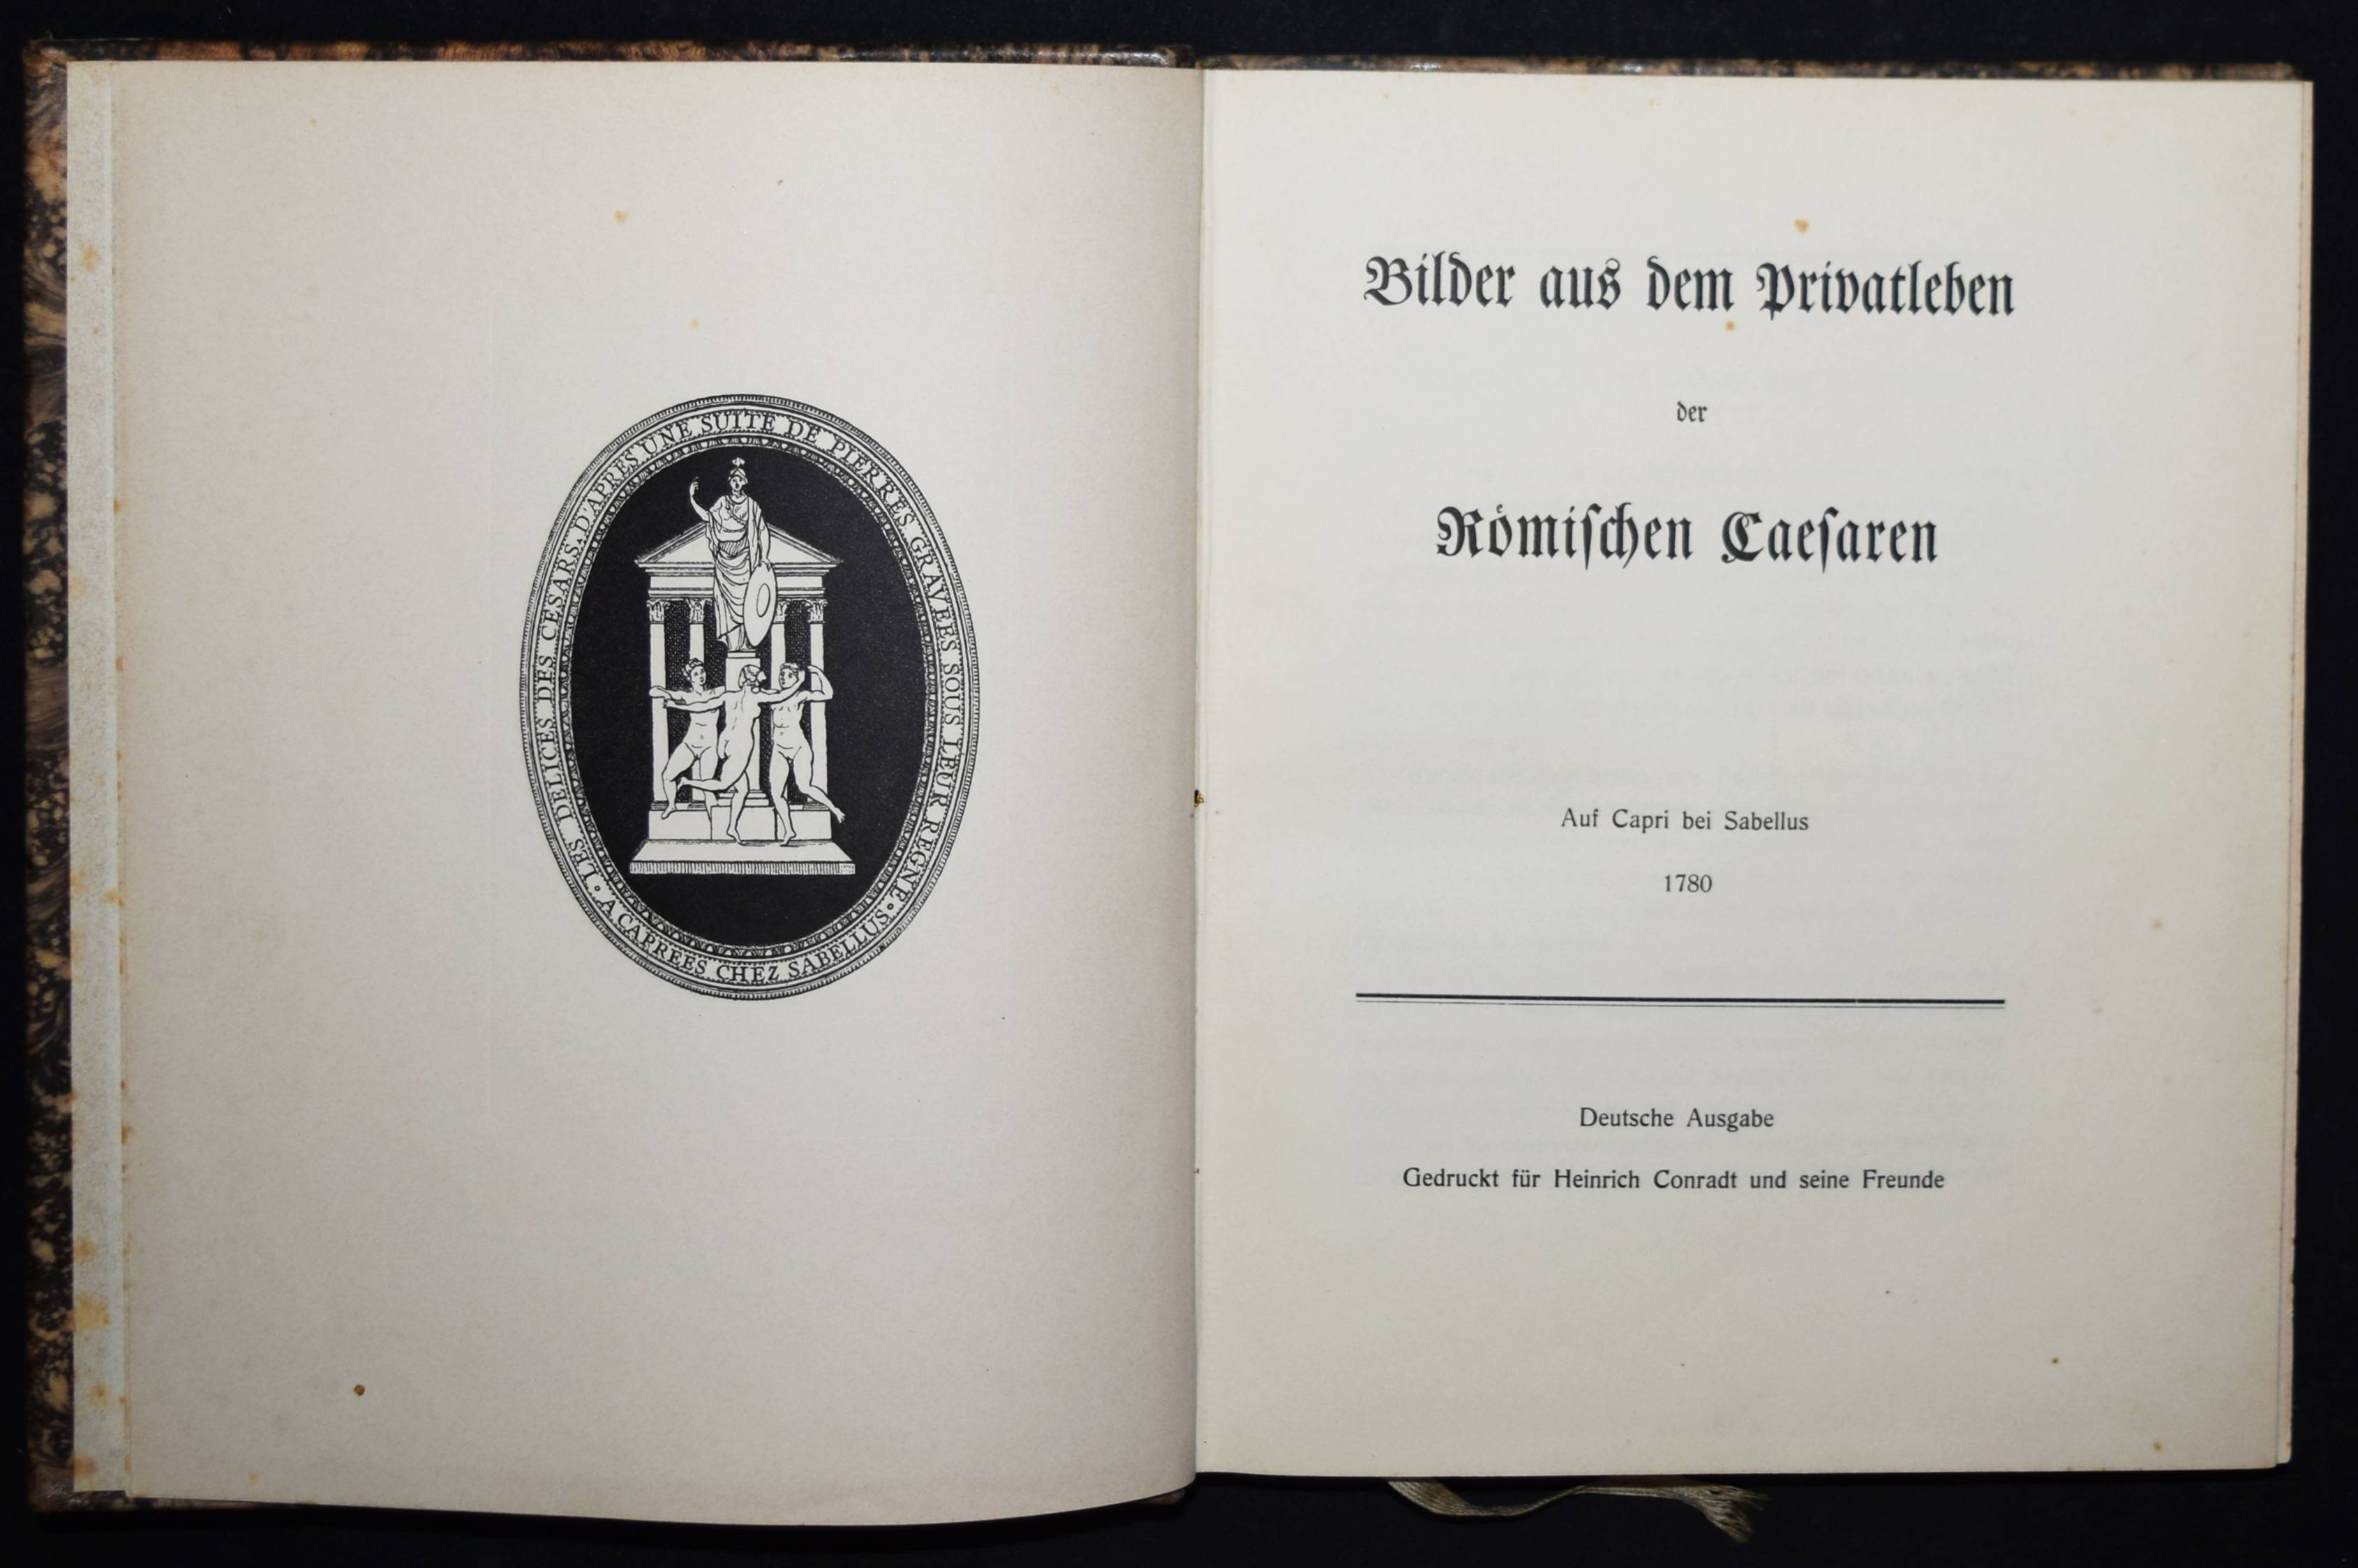 LES DELICES DES CESARS. D'APRES UNE SUITE DE PIERRES GRAVEES SOUS LEUR REGNE · A CAPREES CHEZ SABELLUS ·
Bilder aus dem Privatleben
der
Römiſchen Caeſaren
Auf Capri bei Sabellus
1780
Deutsche Ausgabe
Gedruckt für Heinrich Conradt und seine Freunde